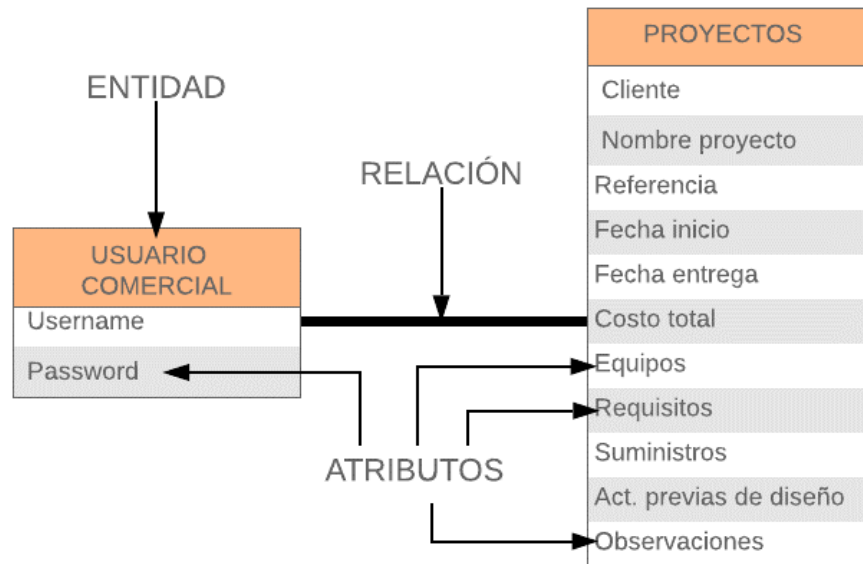 ENTIDAD
RELACIÓN
USUARIO
COMERCIAL
Username
Password
ATRIBUTOS
PROYECTOS
Cliente
Nombre proyecto
Referencia
Fecha inicio
Fecha entrega
Costo total
Equipos
Requisitos
Suministros
Act. previas de diseño
Observaciones